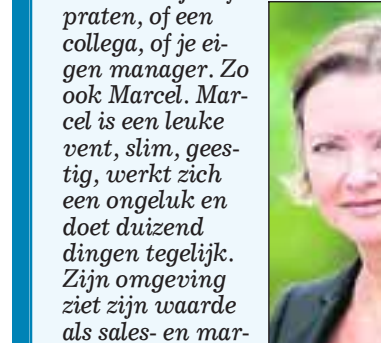 praten, of een
collega, of je ei-
gen manager. Zo
ook Marcel. Mar-
cel is een leuke
vent, slim, gees-
tig, werkt zich
een ongeluk en
doet duizend
dingen tegelijk.
Zijn omgeving
ziet zijn waarde
als sales- en mar-